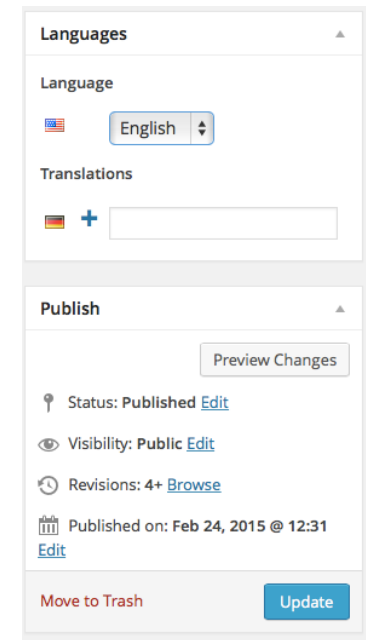 Languages
Language
English
Translations
Publish
Preview Changes
Status: Published Edit
Visibility: Public Edit
Revisions: 4+ Browse
Published on: Feb 24, 2015 @ 12:31
Edit
Move to Trash
Update